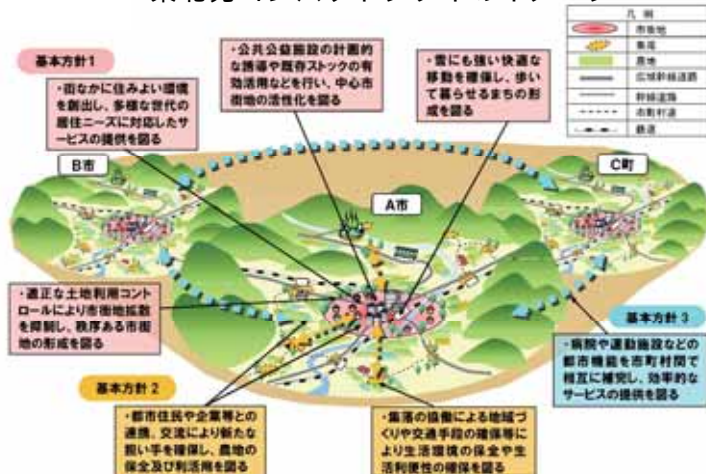 凡例
市街地
集落
農地
広域幹線道路
幹線道路
市町村道
鉄道
基本方針1
・街なかに住みよい環境
を創出し、多様な世代の
居住ニーズに対応したサ
ービスの提供を図る
・公共公益施設の計画的
な誘導や既存ストックの有
効活用などを行い、中心市
街地の活性化を図る
・雪にも強い快適な
移動を確保し、歩い
て暮らせるまちの形
成を図る
B市
A市
C町
・適正な土地利用コント
ロールにより市街地拡散
を抑制し、秩序ある市街
地の形成を図る
基本方針2
・都市住民や企業等との
連携、交流により新たな
担い手を確保し、農地の
保全及び利活用を図る
・集落の協働による地域づ
くりや交通手段の確保等に
より生活環境の保全や生
活利便性の確保を図る
基本方針3
・病院や運動施設などの
都市機能を市町村間で
相互に補完し、効率的な
サービスの提供を図る